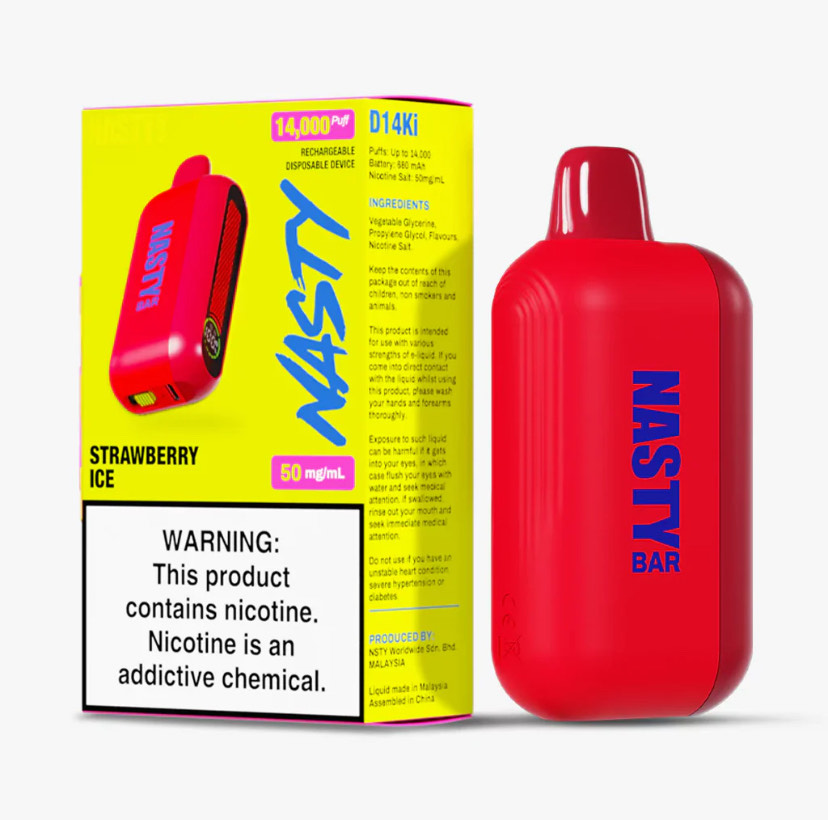 14,000 Puff
RECHARGEABLE
DISPOSABLE DEVICE
NASTY
NASTY
STRAWBERRY
ICE
50 mg/mL
WARNING:
This product
contains nicotine.
Nicotine is an
addictive chemical.
D14Ki
Puffs: Up to 14,000
Battery: 680 mAh
Nicotine Salt: 50mg/mL
INGREDIENTS
Vegetable Glycerine,
Propylene Glycol, Flavours,
Nicotine Salt.
Keep the contents of this
package out of reach of
children, non smokers and
animals.
This product is intended
for use with various
strengths of e-liquid. If you
come into direct contact
with the liquid whilst using
this product, please wash
your hands and forearms
thoroughly.
Exposure to such liquid
can be harmful if it gets
into your eyes, in which
case flush your eyes with
water and seek medical
attention, if swallowed
rinse out your mouth and
seek immediate medical
attention.
Do not use if you have an
unstable heart condition
severe hypertension or
diabetes.
PRODUCED BY:
NSTY Worldwide Sdn. Bhd.
MALAYSIA
Liquid made in Malaysia
Assembled in China
NASTY
BAR
CE